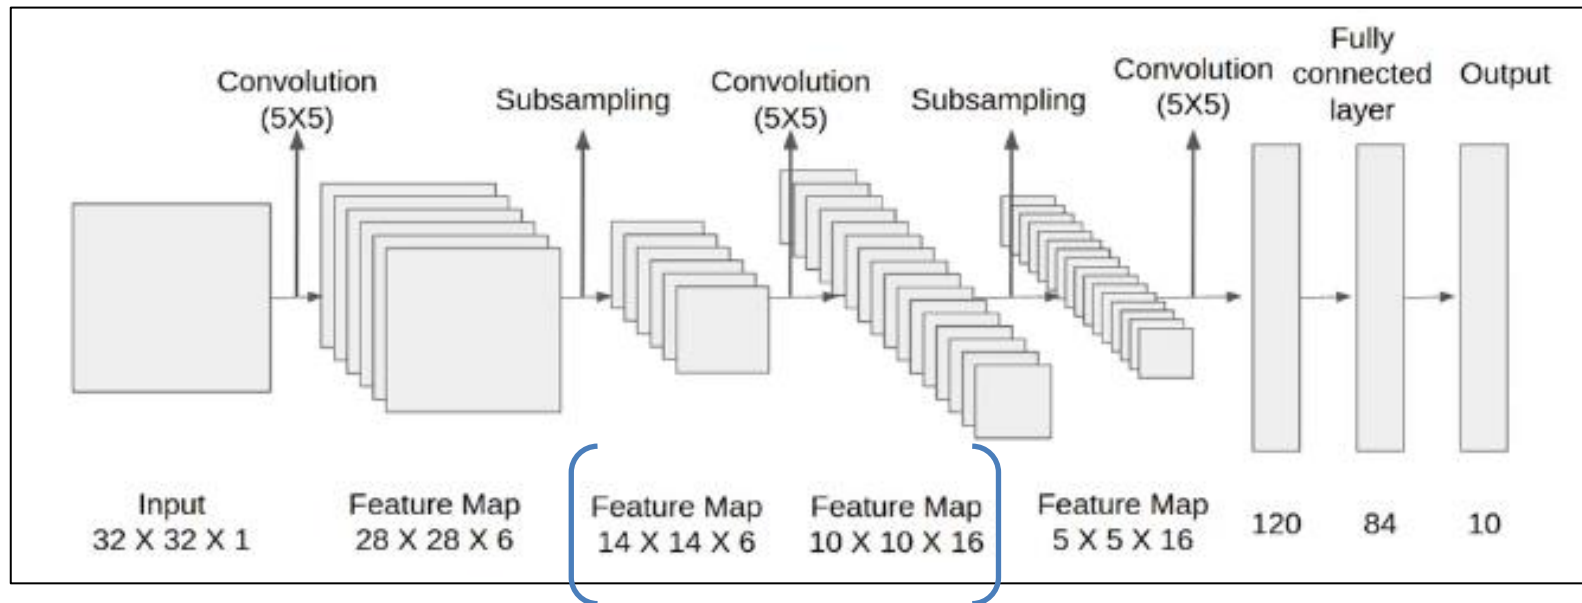 Convolution
(5X5)
Subsampling
Convolution
(5X5)
Subsampling
Convolution
(5X5)
Fully
connected
layer
Output
Input
32 X 32 X 1
Feature Map
28 X 28 X 6
Feature Map
14 X 14 X 6
Feature Map
10 X 10 X 16
Feature Map
5 X 5 X 16
120
84
10